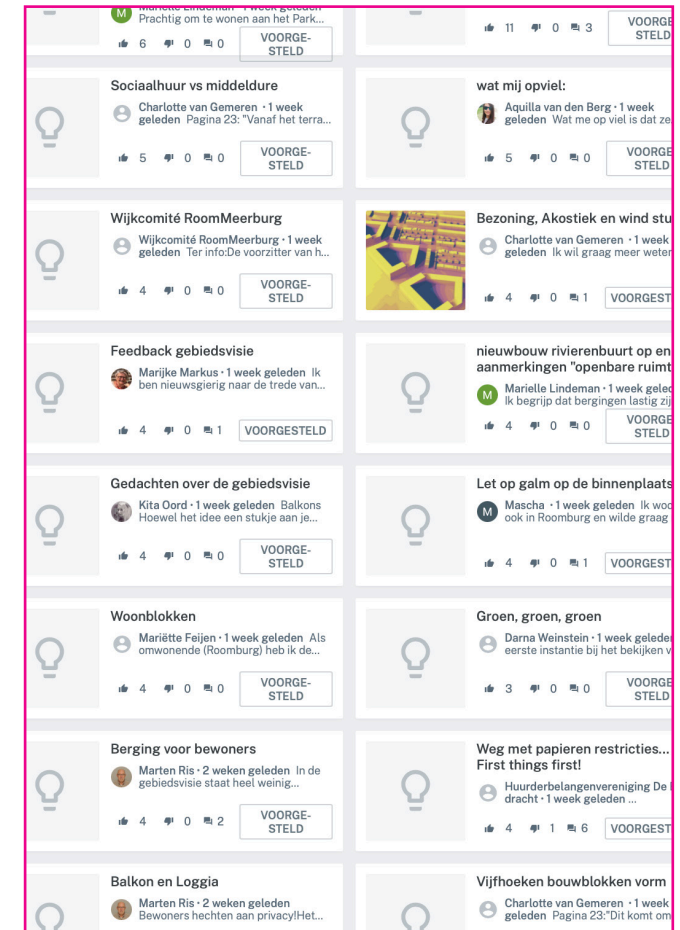 Marielle Lindeman · 1 week geleden
Prachtig om te wonen aan het Park...
6 0 0
VOORGE-
STELD
11 0 3
VOORGE
STELD
Sociaalhuur vs middeldure
Charlotte van Gemeren · 1 week
geleden Pagina 23: "Vanaf het terra...
5 0 0
VOORGE-
STELD
wat mij opviel:
Aquilla van den Berg · 1 week
geleden Wat me op viel is dat ze
5 0 0
VOORGE
STELD
Wijkcomité RoomMeerburg
Wijkcomité RoomMeerburg · 1 week
geleden Ter info:De voorzitter van h...
4 0 0
VOORGE-
STELD
Bezoning, Akostiek en wind stu
Charlotte van Gemeren · 1 week
geleden Ik wil graag meer weter
4 0 1 VOORGEST
Feedback gebiedsvisie
Marijke Markus · 1 week geleden Ik
ben nieuwsgierig naar de trede van...
4 0 1 VOORGESTELD
nieuwbouw rivierenbuurt op en
aanmerkingen "openbare ruimt
M Marielle Lindeman · 1 week gelec
Ik begrijp dat bergingen lastig zij
4 0 0
VOORGE
STELD
Gedachten over de gebiedsvisie
Kita Oord · 1 week geleden Balkons
Hoewel het idee een stukje aan je...
4 0 0
VOORGE-
STELD
Let op galm op de binnenplaats
M Mascha · 1 week geleden Ik woo
ook in Roomburg en wilde graag
4 0 1 VOORGEST
Woonblokken
Mariëtte Feijen · 1 week geleden Als
omwonende (Roomburg) heb ik de...
4 0 0
VOORGE-
STELD
Groen, groen, groen
Darna Weinstein · 1 week gelede
eerste instantie bij het bekijken v
3 0 0
VOORGE
STELD
Berging voor bewoners
Marten Ris · 2 weken geleden In de
gebiedsvisie staat heel weinig...
4 0 2
VOORGE-
STELD
Weg met papieren restricties...
First things first!
Huurderbelangenvereniging De
dracht · 1 week geleden ...
4 1 6 VOORGEST
Balkon en Loggia
Marten Ris · 2 weken geleden
Bewoners hechten aan privacy!Het...
Vijfhoeken bouwblokken vorm
Charlotte van Gemeren · 1 week
geleden Pagina 23:"Dit komt om